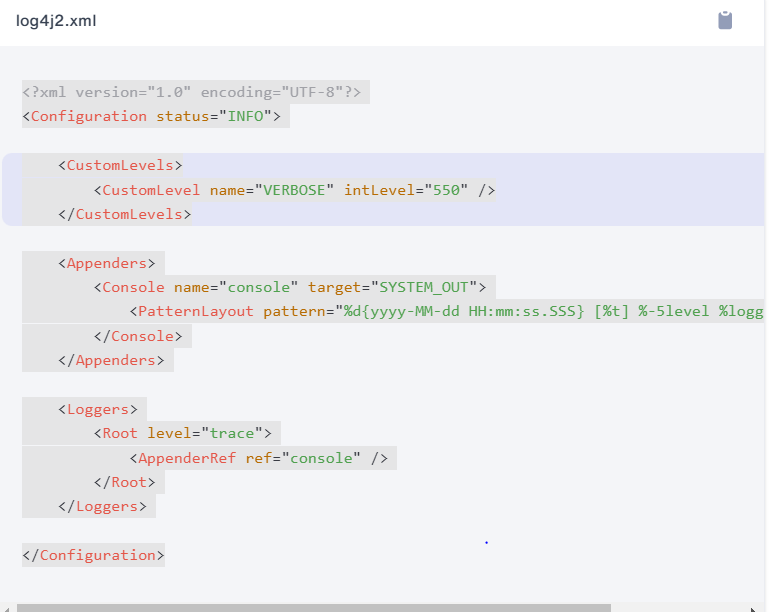 log4j2.xml
<?xml version="1.0" encoding="UTF-8"?>
<Configuration status="INFO">
<CustomLevels>
<CustomLevel name="VERBOSE" intLevel="550" />
</CustomLevels>
<Appenders>
<Console name="console" target="SYSTEM_OUT">
<PatternLayout pattern="%d{yyyy-MM-dd HH:mm:ss.SSS} [%t] %-5level %logg
</Console>
</Appenders>
<Loggers>
<Root level="trace">
<AppenderRef ref="console" />
</Root>
</Loggers>
</Configuration>